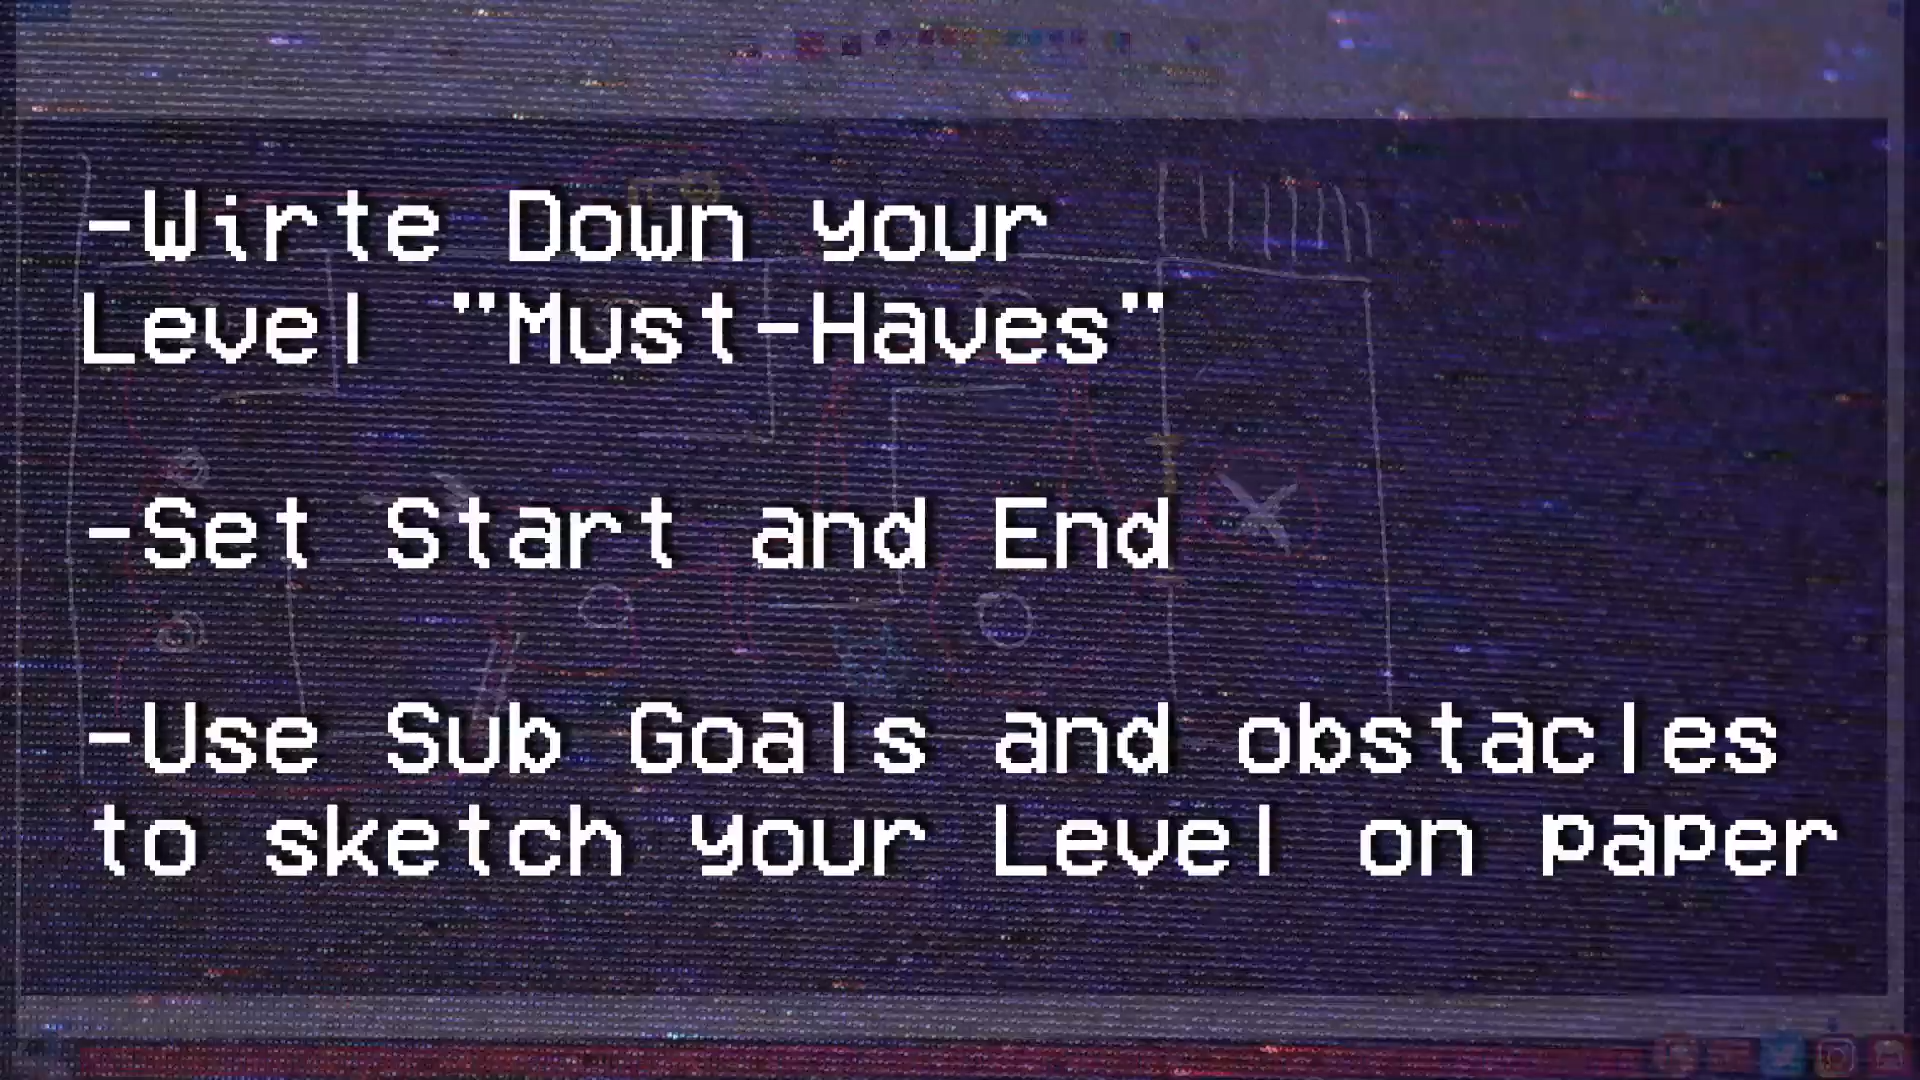 -Wirte Down your
Level "Must-Haves"
-Set Start and End
-Use Sub Goals and obstacles
to sketch your Level on paper